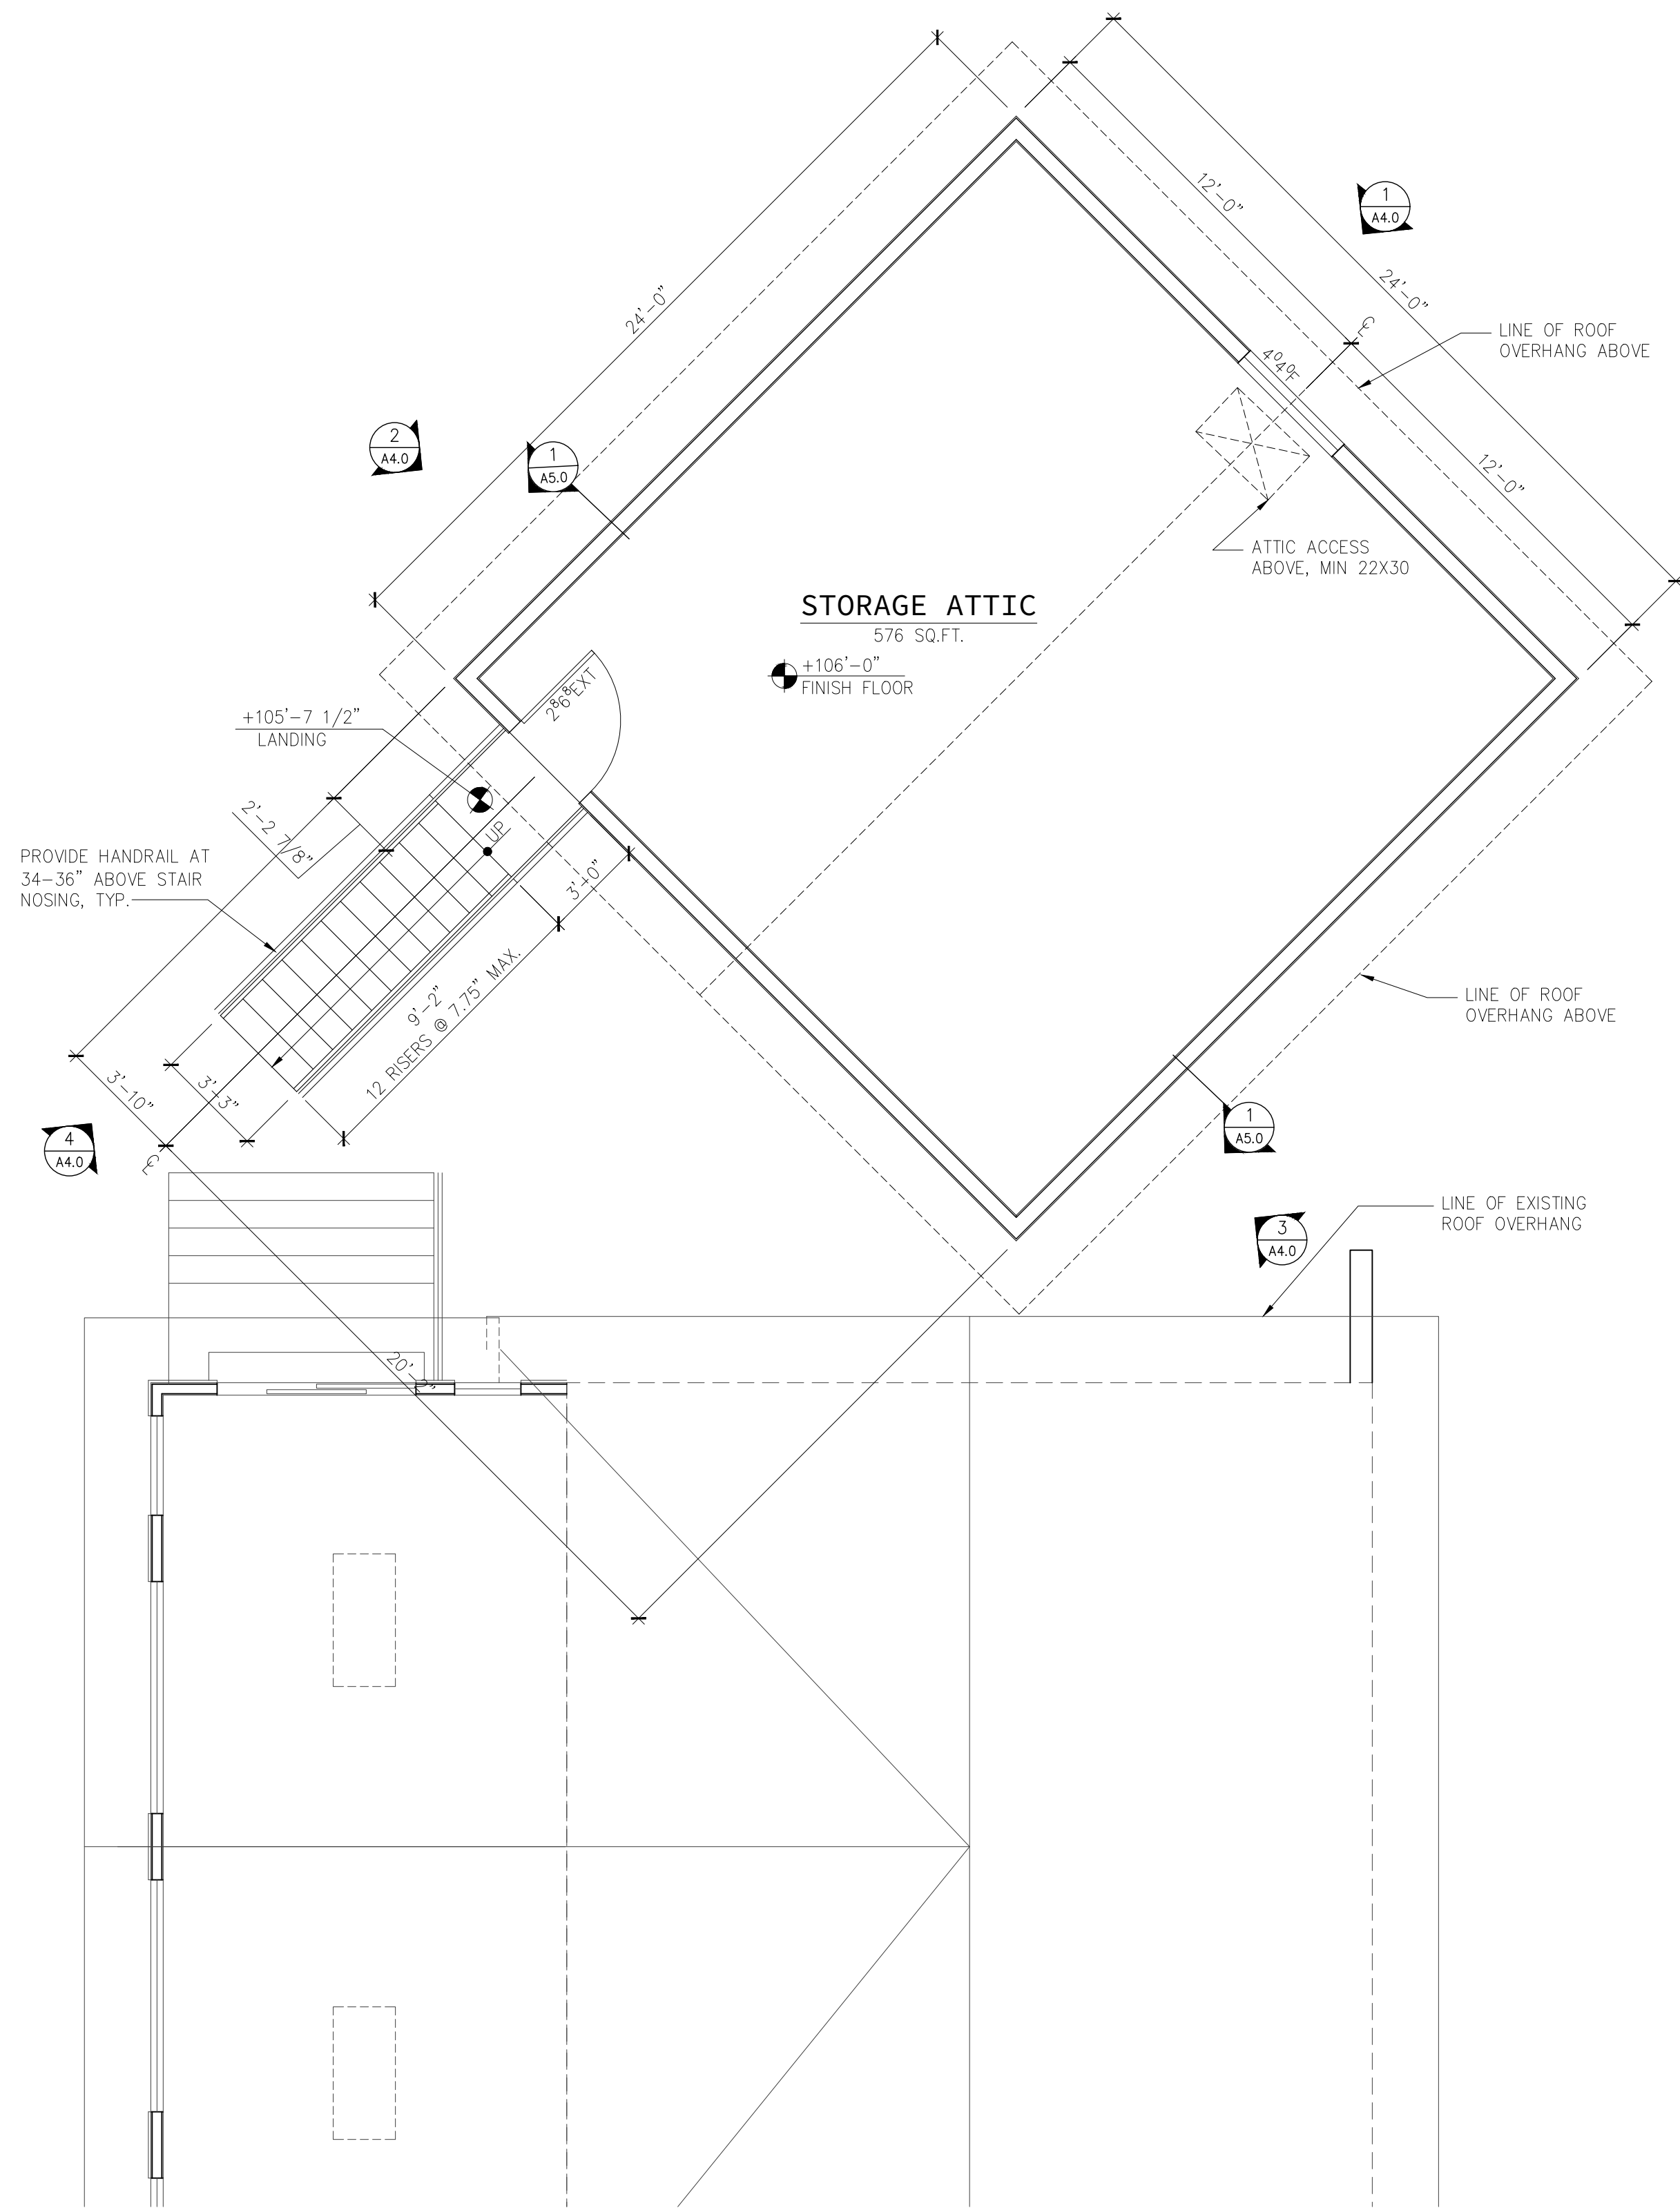 12'-0"
1
A4.0
24'-0"
24'-0"
LINE OF ROOF
OVERHANG ABOVE
4⁰4⁰F
2
A4.0
1
A5.0
12'-0"
ATTIC ACCESS
ABOVE, MIN 22X30
STORAGE ATTIC
576 SQ.FT.
+106'-0"
FINISH FLOOR
2⁸6⁸EXT
+105'-7 1/2"
LANDING
2'-2 7/8"
UP
PROVIDE HANDRAIL AT
34-36" ABOVE STAIR
NOSING, TYP.
3'-0"
9'-2"
12 RISERS @ 7.75" MAX.
LINE OF ROOF
OVERHANG ABOVE
3'-10"
3'-3"
4
A4.0
1
A5.0
LINE OF EXISTING
ROOF OVERHANG
3
A4.0